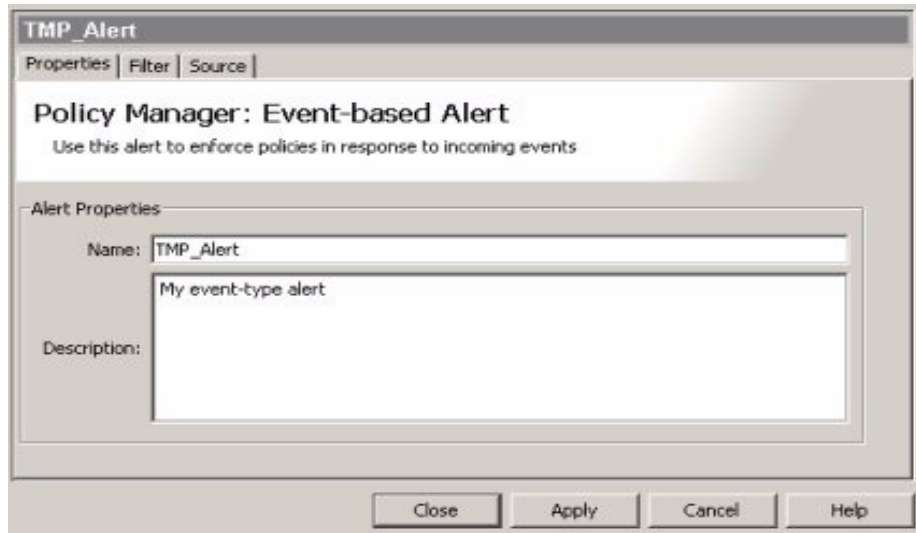 TMP_Alert
Properties | Filter | Source |
Policy Manager: Event-based Alert
Use this alert to enforce policies in response to incoming events
Alert Properties
Name: TMP_Alert
My event-type alert
Description:
Close Apply Cancel Help